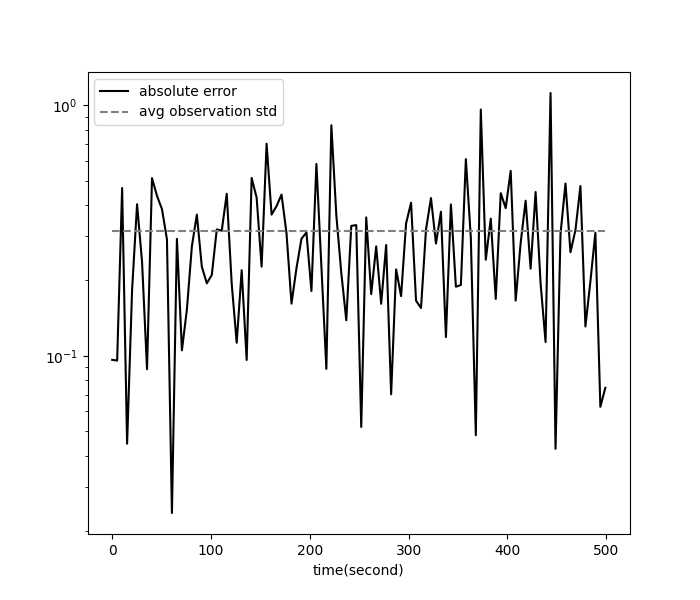 absolute error
avg observation std
10⁰
10⁻¹
0 100 200 300 400 500
time(second)